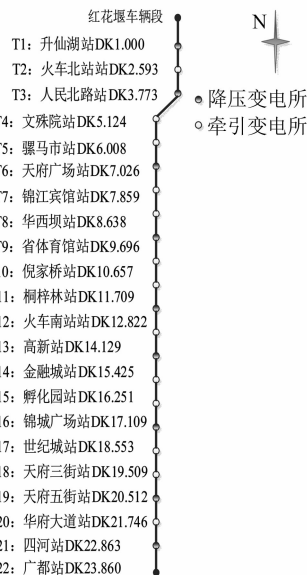 红花堰车辆段
N
T1：升仙湖站DK1.000
T2：火车北站站DK2.593
T3：人民北路站DK3.773
降压变电所
牵引变电所
T4：文殊院站DK5.124
T5：骡马市站DK6.008
T6：天府广场站DK7.026
T7：锦江宾馆站DK7.859
T8：华西坝站DK8.638
T9：省体育馆站DK9.696
10：倪家桥站DK10.657
11：桐梓林站DK11.709
12：火车南站站DK12.822
13：高新站DK14.129
14：金融城站DK15.425
15：孵化园站DK16.251
16：锦城广场站DK17.109
17：世纪城站DK18.553
18：天府三街站DK19.509
19：天府五街站DK20.512
20：华府大道站DK21.746
21：四河站DK22.863
22：广都站DK23.860